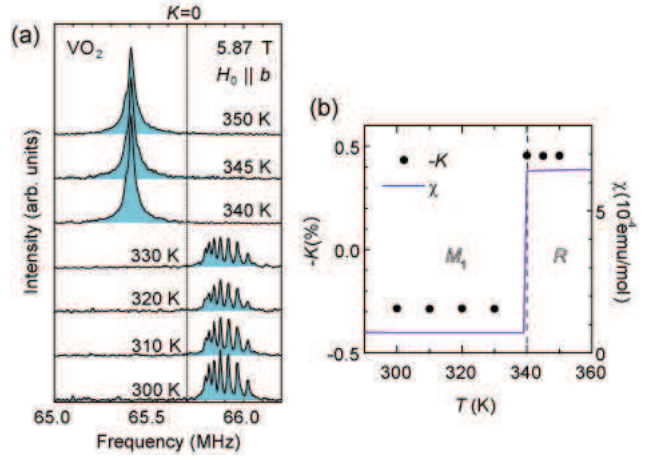 K=0
(a)
VO₂
5.87 T
H₀ || b
350 K
345 K
340 K
330 K
320 K
310 K
300 K
Intensity (arb. units)
65.0
65.5
66.0
Frequency (MHz)
(b)
0.5
0.0
-0.5
-K(%)
-K
χ
M₁
R
5
0
χ(10⁻⁴emu/mol)
300
320
340
360
T (K)